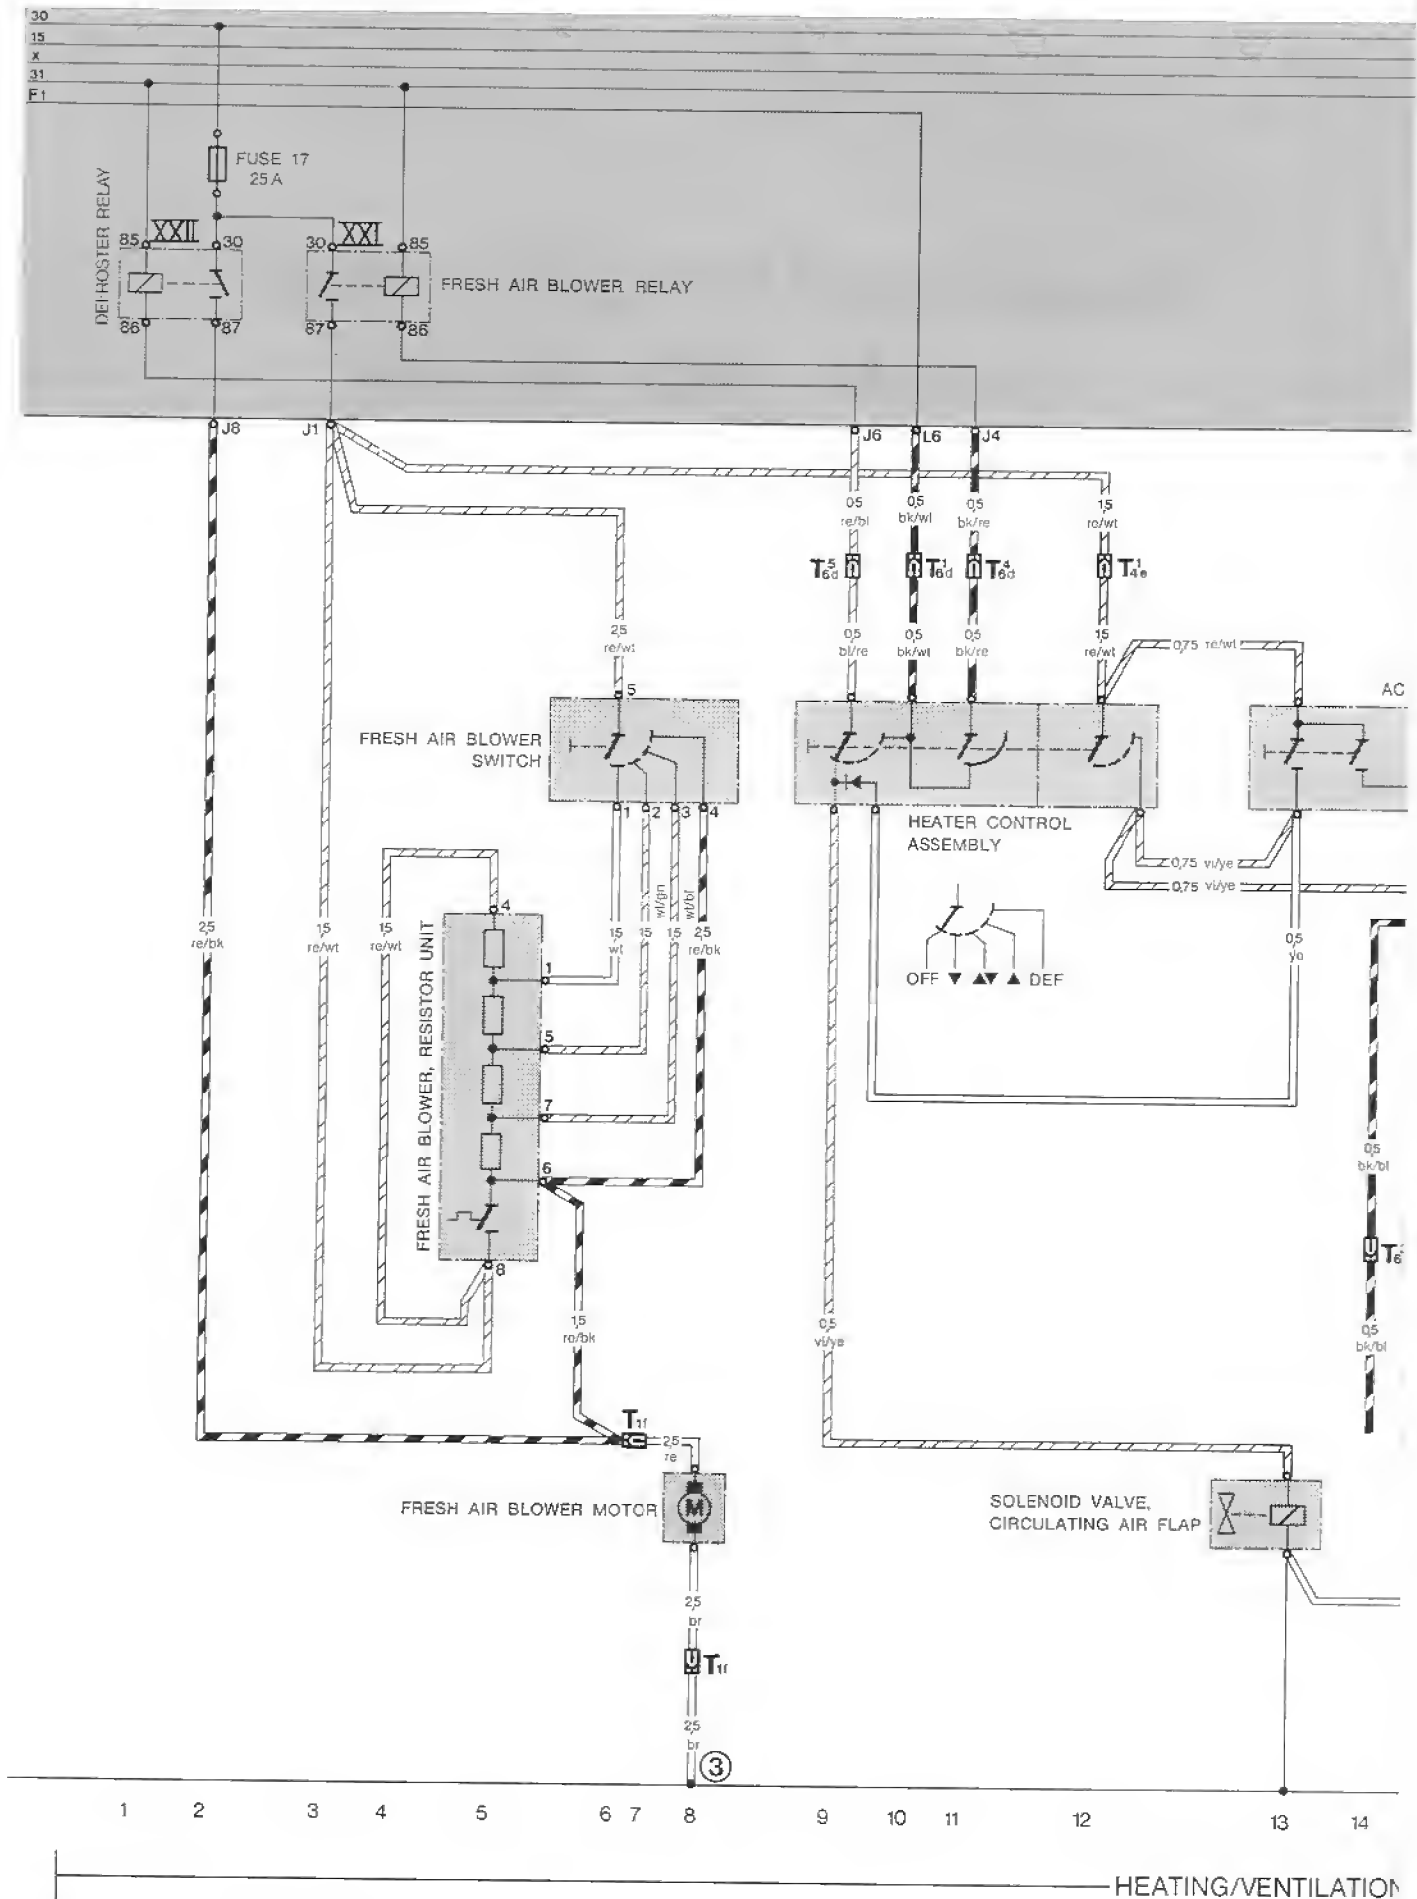 30
15
X
31
F1
FUSE 17
25A
DEFROSTER RELAY
85
XXII
30
30
XXI
85
FRESH AIR BLOWER RELAY
86
87
87
86
J8
J1
J6
L6
J4
0,5
re/bl
0,5
bk/wt
0,5
bk/re
1,5
re/wt
T6d5
T6d1
T6d4
T4e1
2,5
re/wt
0,5
bl/re
0,5
bk/wt
0,5
bk/re
1,5
re/wt
0,75 re/wt
5
AC
FRESH AIR BLOWER
SWITCH
1
2
3
4
HEATER CONTROL
ASSEMBLY
0,75 vi/ye
0,75 vi/ye
4
2,5
re/bk
1,5
re/wt
1,5
re/wt
1,5
wt
1,5
wt/gn
1,5
wt/bl
2,5
re/bk
0,5
ye
OFF ▼ ▲▼ ▲ DEF
FRESH AIR BLOWER, RESISTOR UNIT
1
5
7
6
8
0,5
bk/bl
T6
0,5
bk/bl
1,5
re/bk
0,5
vi/ye
T1f
2,5
re
FRESH AIR BLOWER MOTOR
M
SOLENOID VALVE,
CIRCULATING AIR FLAP
2,5
br
T1f
2,5
br
3
1 2 3 4 5 6 7 8 9 10 11 12 13 14
HEATING/VENTILATION